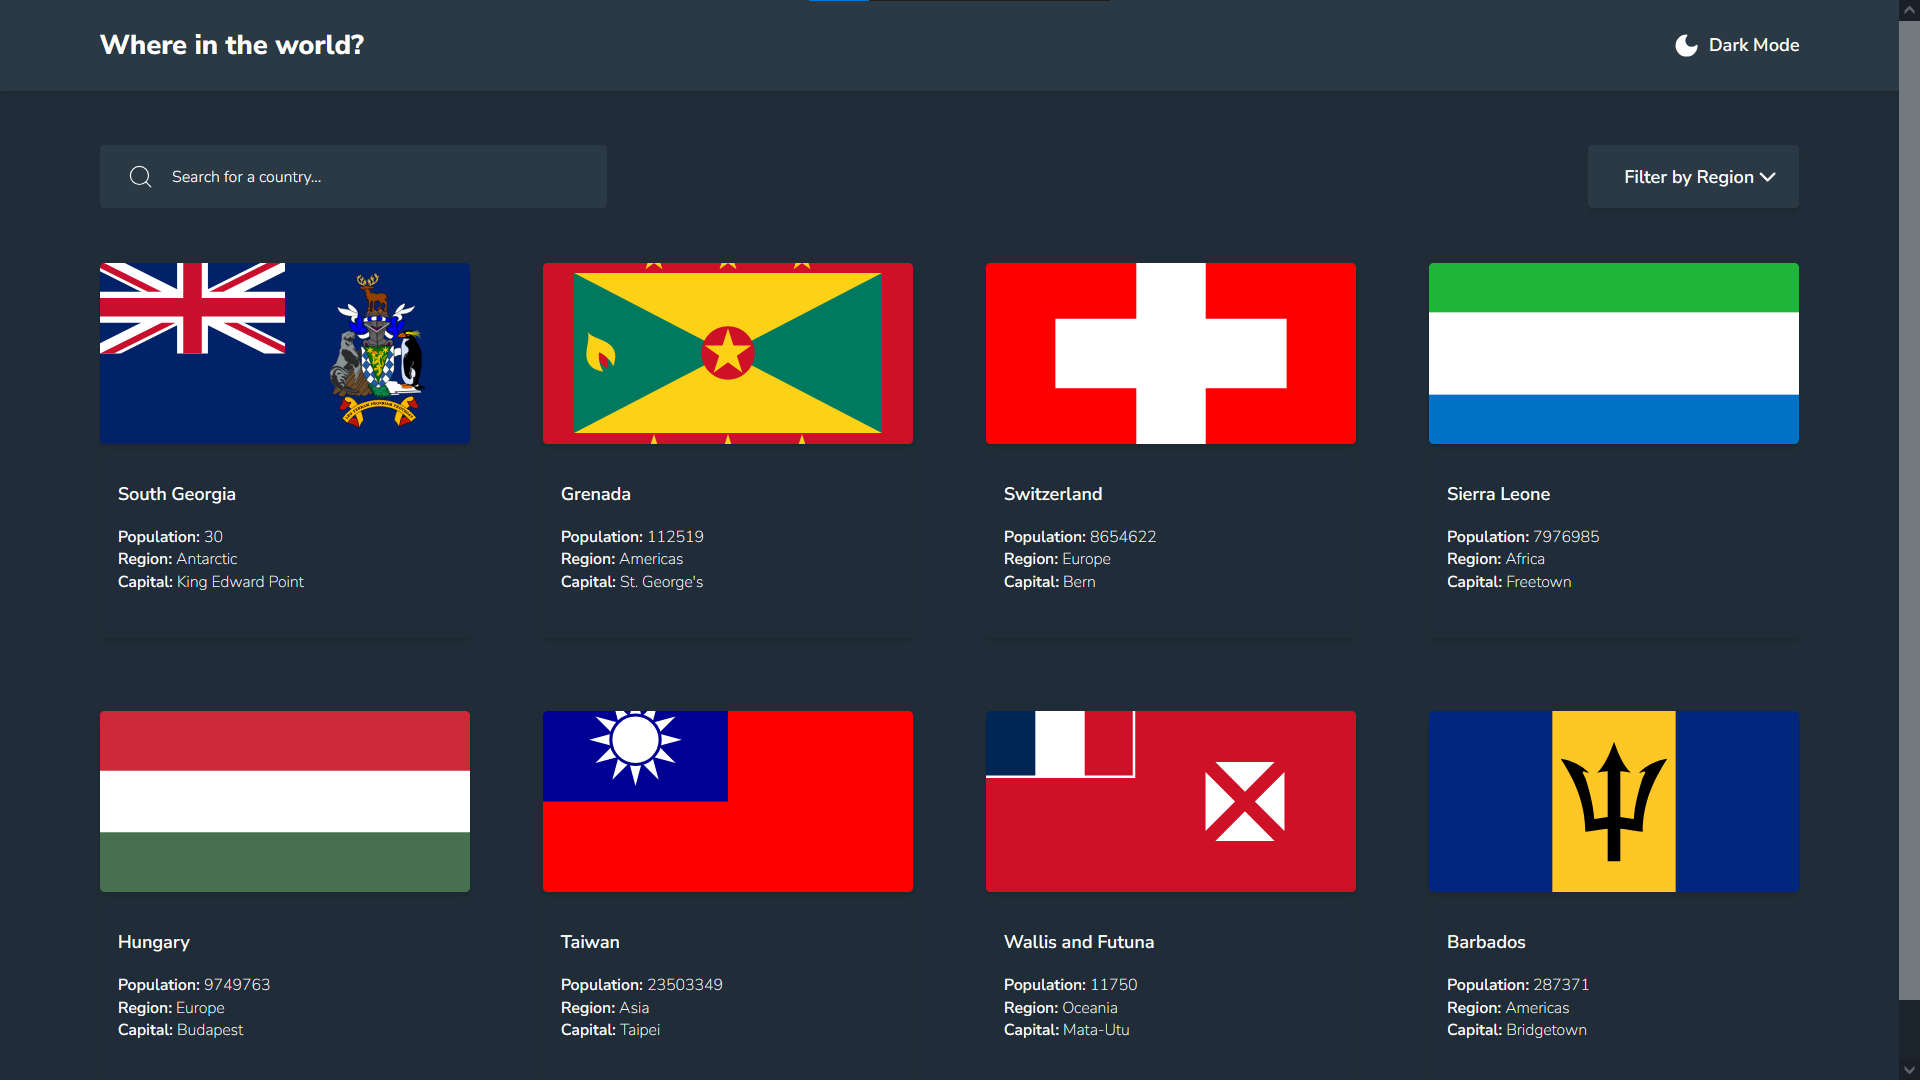 Where in the world?
Dark Mode
Search for a country...
Filter by Region
South Georgia
Population: 30
Region: Antarctic
Capital: King Edward Point
Grenada
Population: 112519
Region: Americas
Capital: St. George's
Switzerland
Population: 8654622
Region: Europe
Capital: Bern
Sierra Leone
Population: 7976985
Region: Africa
Capital: Freetown
Hungary
Population: 9749763
Region: Europe
Capital: Budapest
Taiwan
Population: 23503349
Region: Asia
Capital: Taipei
Wallis and Futuna
Population: 11750
Region: Oceania
Capital: Mata-Utu
Barbados
Population: 287371
Region: Americas
Capital: Bridgetown